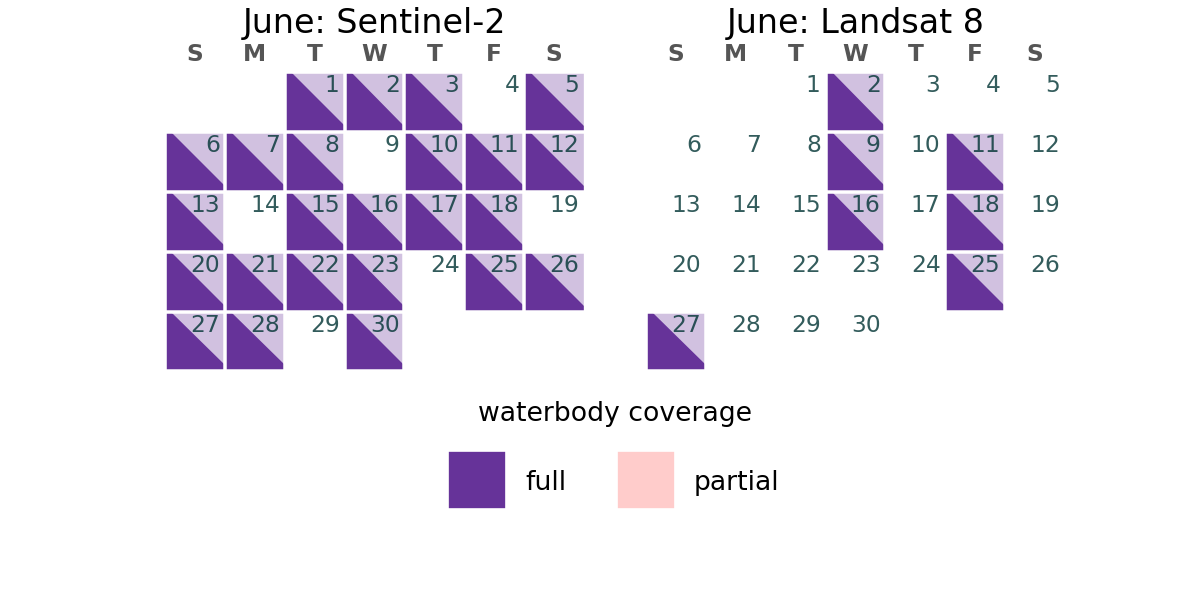 June: Sentinel-2
S M T W T F S
1 2 3 4 5
6 7 8 9 10 11 12
13 14 15 16 17 18 19
20 21 22 23 24 25 26
27 28 29 30
June: Landsat 8
S M T W T F S
1 2 3 4 5
6 7 8 9 10 11 12
13 14 15 16 17 18 19
20 21 22 23 24 25 26
27 28 29 30
waterbody coverage
full partial